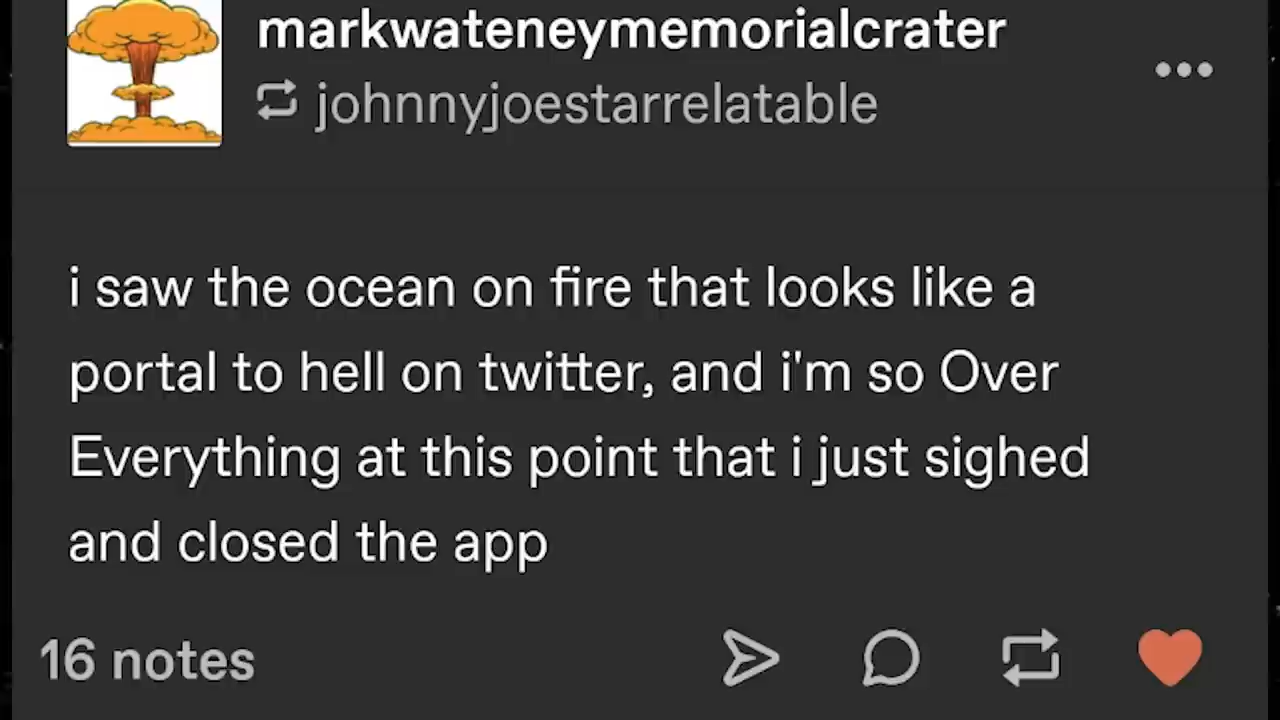 markwateneymemorialcrater
johnnyjoestarrelatable
i saw the ocean on fire that looks like a
portal to hell on twitter, and i'm so Over
Everything at this point that i just sighed
and closed the app
16 notes